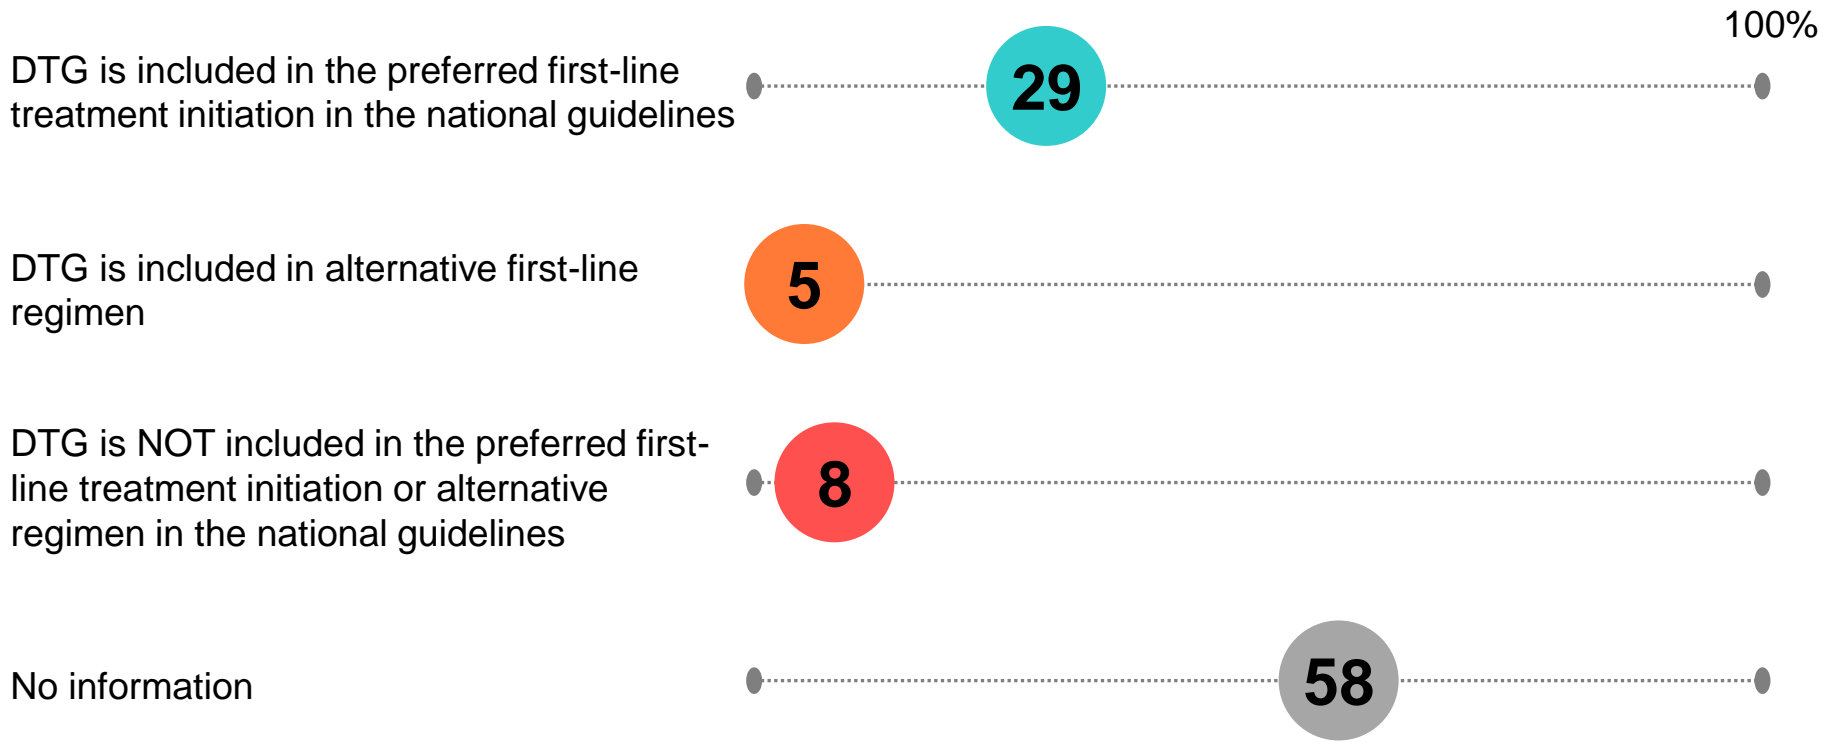 100%
DTG is included in the preferred first-line
treatment initiation in the national guidelines
29
DTG is included in alternative first-line
regimen
5
DTG is NOT included in the preferred first-
line treatment initiation or alternative
regimen in the national guidelines
8
No information
58